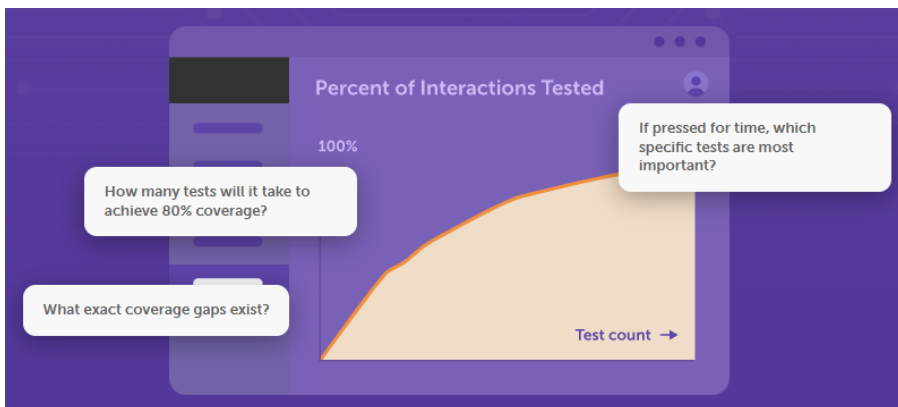 Percent of Interactions Tested
100%
If pressed for time, which
specific tests are most
important?
How many tests will it take to
achieve 80% coverage?
What exact coverage gaps exist?
Test count →